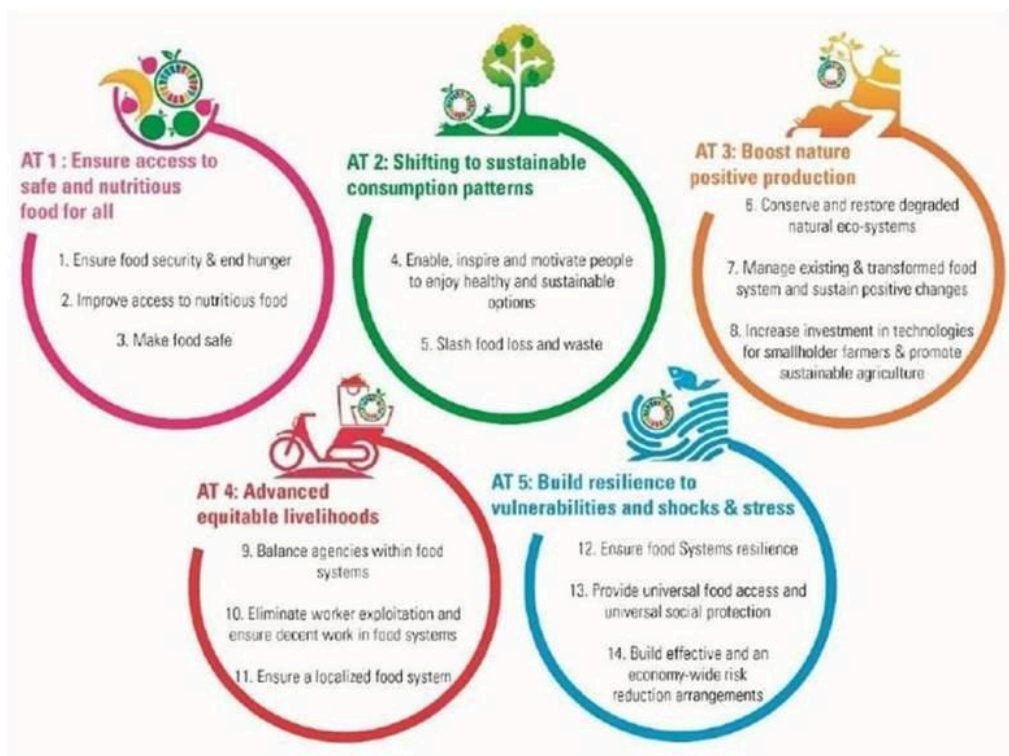 AT 1 : Ensure access to
safe and nutritious
food for all
1. Ensure food security & end hunger
2. Improve access to nutritious food
3. Make food safe
AT 2: Shifting to sustainable
consumption patterns
4. Enable, inspire and motivate people
to enjoy healthy and sustainable
options
5. Slash food loss and waste
AT 3: Boost nature
positive production
6. Conserve and restore degraded
natural eco-systems
7. Manage existing & transformed food
system and sustain positive changes
8. Increase investment in technologies
for smallholder farmers & promote
sustainable agriculture
AT 4: Advanced
equitable livelihoods
9. Balance agencies within food
systems
10. Eliminate worker exploitation and
ensure decent work in food systems
11. Ensure a localized food system
AT 5: Build resilience to
vulnerabilities and shocks & stress
12. Ensure food Systems resilience
13. Provide universal food access and
universal social protection
14. Build effective and an
economy-wide risk
reduction arrangements